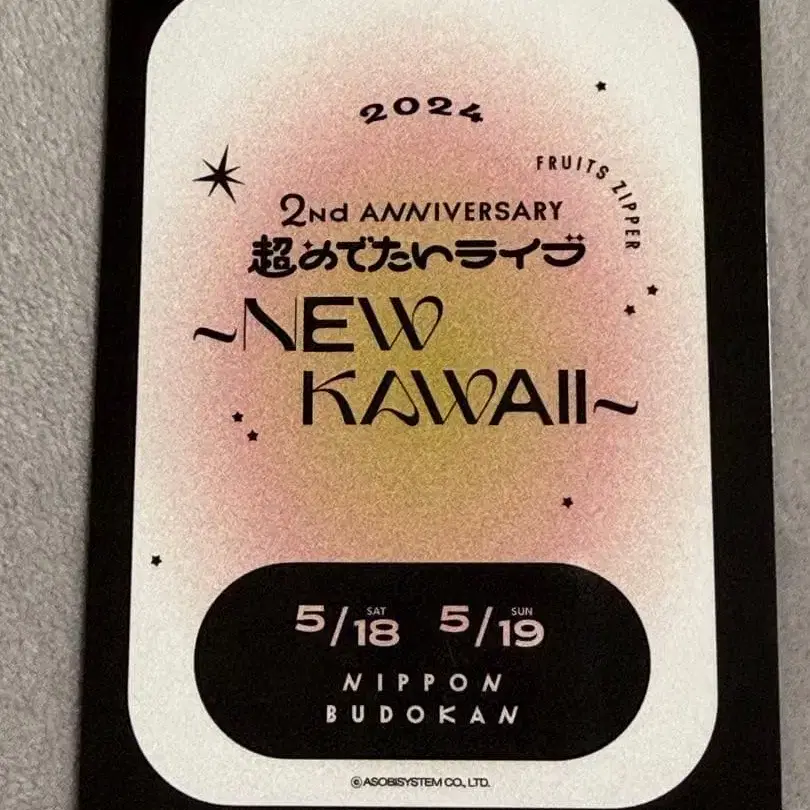 2024
FRUITS ZIPPER
2Nd ANNIVERSARY
超めでたいライブ
~NEW
KAWAII~
5/18 SAT 5/19 SUN
NIPPON
BUDOKAN
©ASOBISYSTEM CO., LTD.